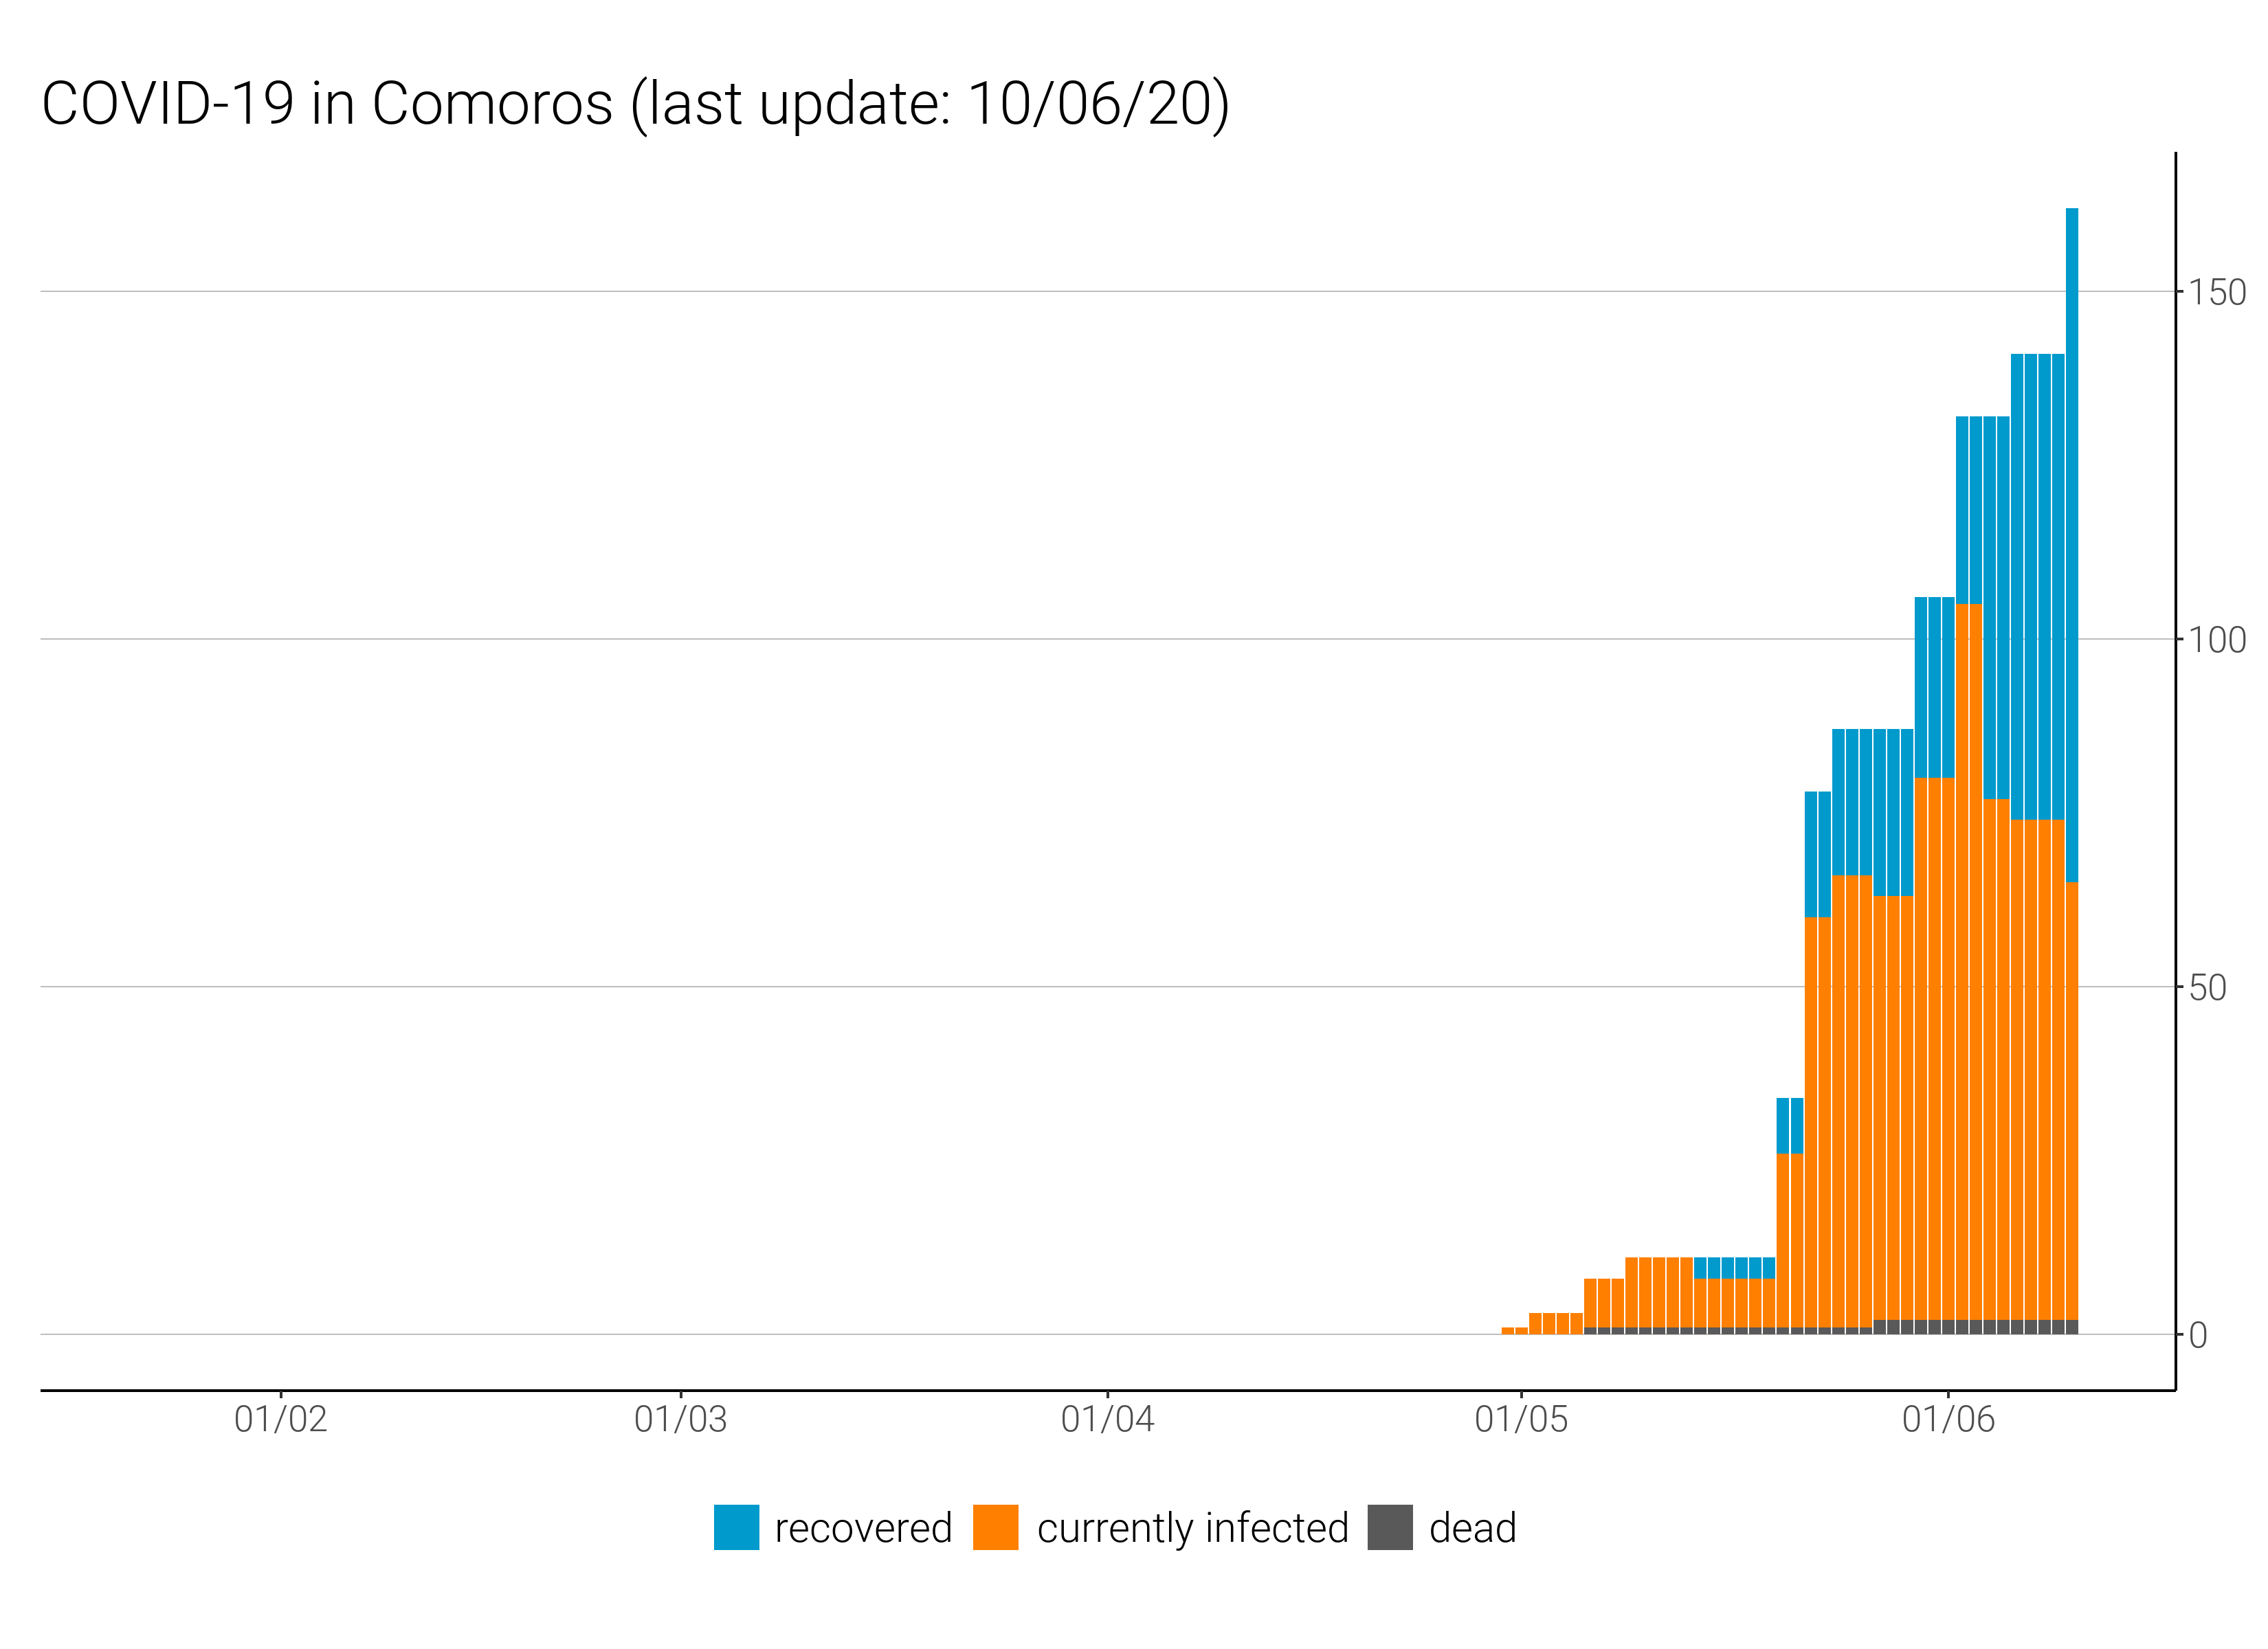 COVID-19 in Comoros (last update: 10/06/20)
150
100
50
0
01/02 01/03 01/04 01/05 01/06
recovered currently infected dead